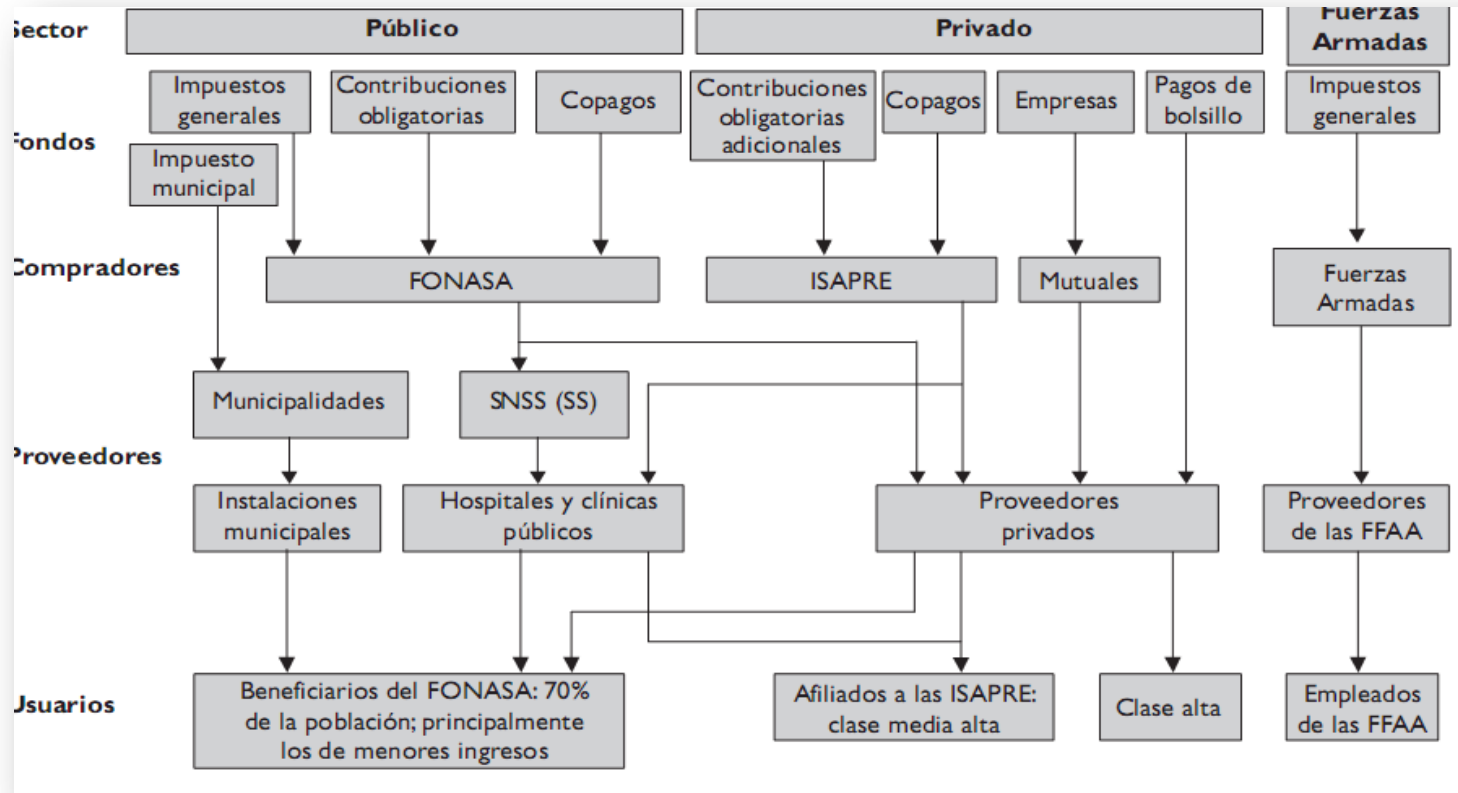 Sector
Público
Privado
Fuerzas
Armadas
Impuestos
generales
Contribuciones
obligatorias
Copagos
Contribuciones
obligatorias
adicionales
Copagos
Empresas
Pagos de
bolsillo
Impuestos
generales
Fondos
Impuesto
municipal
Compradores
FONASA
ISAPRE
Mutuales
Fuerzas
Armadas
Municipalidades
SNSS (SS)
Proveedores
Instalaciones
municipales
Hospitales y clínicas
públicos
Proveedores
privados
Proveedores
de las FFAA
Usuarios
Beneficiarios del FONASA: 70%
de la población; principalmente
los de menores ingresos
Afiliados a las ISAPRE:
clase media alta
Clase alta
Empleados
de las FFAA